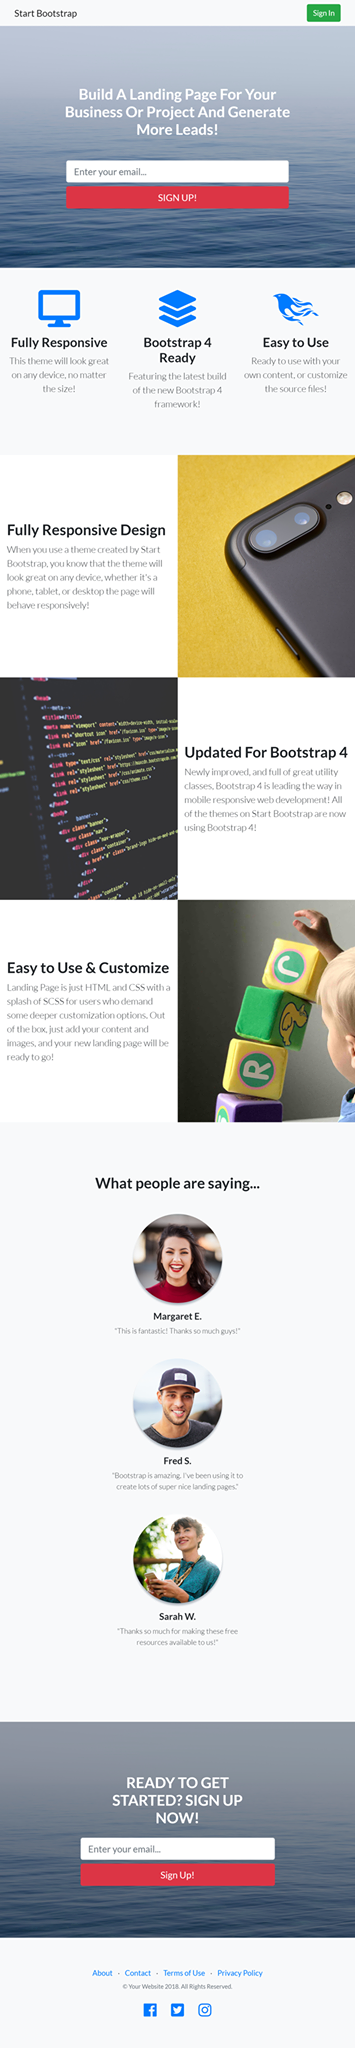 Start Bootstrap
Sign In
Build A Landing Page For Your
Business Or Project And Generate
More Leads!
Enter your email...
SIGN UP!
Fully Responsive
This theme will look great
on any device, no matter
the size!
Bootstrap 4
Ready
Featuring the latest build
of the new Bootstrap 4
framework!
Easy to Use
Ready to use with your
own content, or customize
the source files!
Fully Responsive Design
When you use a theme created by Start
Bootstrap, you know that the theme will
look great on any device, whether it's a
phone, tablet, or desktop the page will
behave responsively!
<head>
<title></title>
Updated For Bootstrap 4
Newly improved, and full of great utility
classes, Bootstrap 4 is leading the way in
mobile responsive web development! All
of the themes on Start Bootstrap are now
using Bootstrap 4!
Easy to Use & Customize
Landing Page is just HTML and CSS with a
splash of SCSS for users who demand
some deeper customization options. Out
of the box, just add your content and
images, and your new landing page will be
ready to go!
R
What people are saying...
Margaret E.
"This is fantastic! Thanks so much guys!"
Fred S.
"Bootstrap is amazing. I've been using it to
create lots of super nice landing pages."
Sarah W.
"Thanks so much for making these free
resources available to us!"
READY TO GET
STARTED? SIGN UP
NOW!
Enter your email...
Sign Up!
About · Contact · Terms of Use · Privacy Policy
© Your Website 2018. All Rights Reserved.